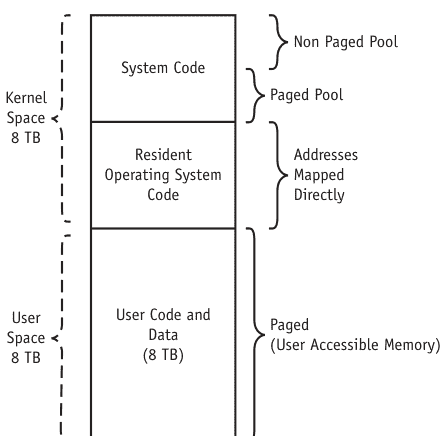 Non Paged Pool
System Code
Paged Pool
Kernel
Space
8 TB
Resident
Operating System
Code
Addresses
Mapped
Directly
User
Space
8 TB
User Code and
Data
(8 TB)
Paged
(User Accessible Memory)